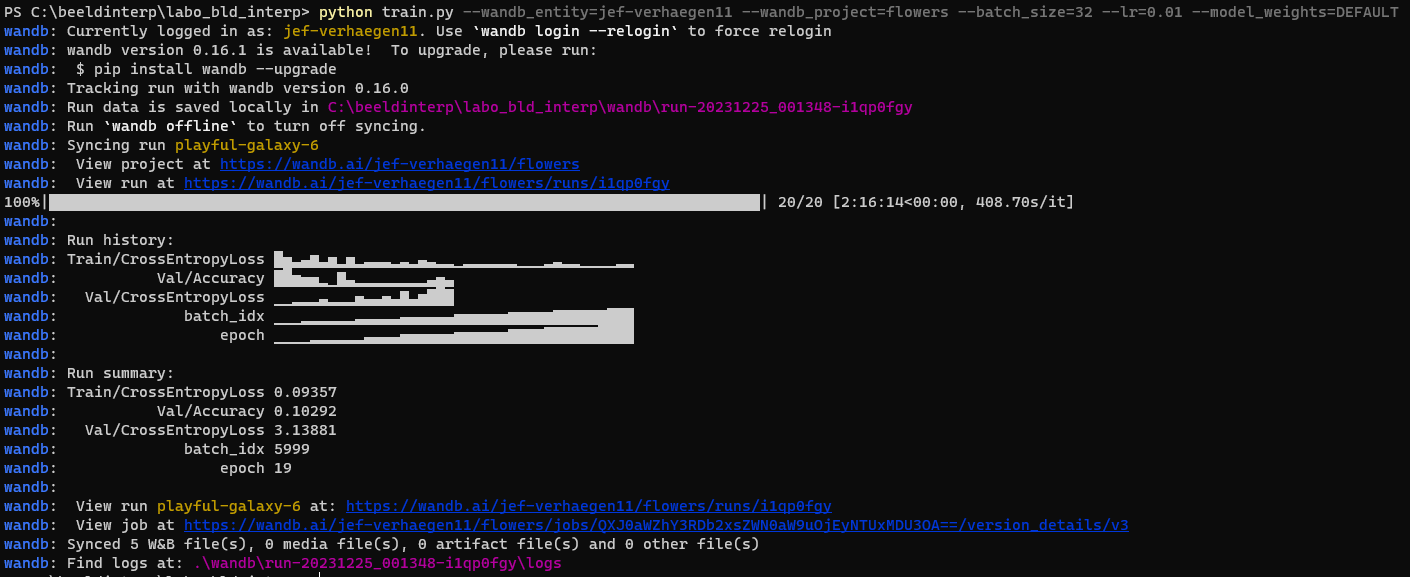 PS C:\beeldinterp\labo_bld_interp> python train.py --wandb_entity=jef-verhaegen11 --wandb_project=flowers --batch_size=32 --lr=0.01 --model_weights=DEFAULT
wandb: Currently logged in as: jef-verhaegen11. Use `wandb login --relogin` to force relogin
wandb: wandb version 0.16.1 is available!  To upgrade, please run:
wandb:  $ pip install wandb --upgrade
wandb: Tracking run with wandb version 0.16.0
wandb: Run data is saved locally in C:\beeldinterp\labo_bld_interp\wandb\run-20231225_001348-i1qp0fgy
wandb: Run `wandb offline` to turn off syncing.
wandb: Syncing run playful-galaxy-6
wandb:  View project at https://wandb.ai/jef-verhaegen11/flowers
wandb:  View run at https://wandb.ai/jef-verhaegen11/flowers/runs/i1qp0fgy
100%| | 20/20 [2:16:14<00:00, 408.70s/it]
wandb:
wandb: Run history:
wandb: Train/CrossEntropyLoss
wandb: Val/Accuracy
wandb: Val/CrossEntropyLoss
wandb: batch_idx
wandb: epoch
wandb:
wandb: Run summary:
wandb: Train/CrossEntropyLoss 0.09357
wandb: Val/Accuracy 0.10292
wandb: Val/CrossEntropyLoss 3.13881
wandb: batch_idx 5999
wandb: epoch 19
wandb:
wandb:  View run playful-galaxy-6 at: https://wandb.ai/jef-verhaegen11/flowers/runs/i1qp0fgy
wandb:  View job at https://wandb.ai/jef-verhaegen11/flowers/jobs/QXJ0aWZhY3RDb2xsZWN0aW9uOjEyNTUxMDU3OA==/version_details/v3
wandb: Synced 5 W&B file(s), 0 media file(s), 0 artifact file(s) and 0 other file(s)
wandb: Find logs at: .\wandb\run-20231225_001348-i1qp0fgy\logs